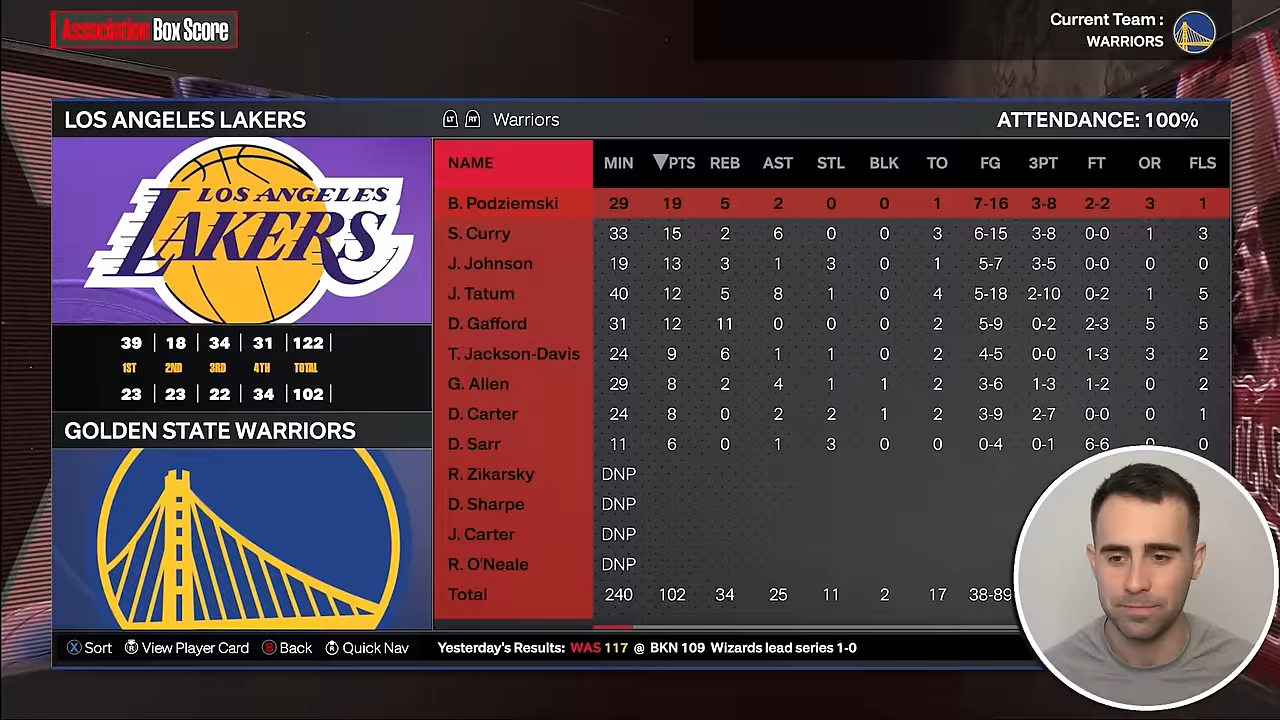 Association Box Score
Current Team :
WARRIORS
LOS ANGELES LAKERS
LT RT Warriors
ATTENDANCE: 100%
LOS ANGELES
LAKERS
39 | 18 | 34 | 31 | 122 |
1ST 2ND 3RD 4TH TOTAL
23 | 23 | 22 | 34 | 102 |
GOLDEN STATE WARRIORS
NAME MIN ▼PTS REB AST STL BLK TO FG 3PT FT OR FLS
B. Podziemski 29 19 5 2 0 0 1 7-16 3-8 2-2 3 1
S. Curry 33 15 2 6 0 0 3 6-15 3-8 0-0 1 3
J. Johnson 19 13 3 1 3 0 1 5-7 3-5 0-0 0 0
J. Tatum 40 12 5 8 1 0 4 5-18 2-10 0-2 1 5
D. Gafford 31 12 11 0 0 0 2 5-9 0-2 2-3 5 5
T. Jackson-Davis 24 9 6 1 1 0 2 4-5 0-0 1-3 3 2
G. Allen 29 8 2 4 1 1 2 3-6 1-3 1-2 0 2
D. Carter 24 8 0 2 2 1 2 3-9 2-7 0-0 0 1
D. Sarr 11 6 0 1 3 0 0 0-4 0-1 6-6 0 0
R. Zikarsky DNP
D. Sharpe DNP
J. Carter DNP
R. O'Neale DNP
Total 240 102 34 25 11 2 17 38-89
X Sort View Player Card B Back R Quick Nav
Yesterday's Results: WAS 117 @ BKN 109 Wizards lead series 1-0